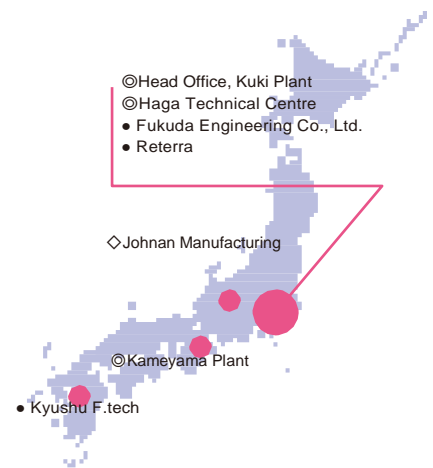 ◎Head Office, Kuki Plant
◎Haga Technical Centre
● Fukuda Engineering Co., Ltd.
● Reterra
◇Johnan Manufacturing
◎Kameyama Plant
● Kyushu F.tech